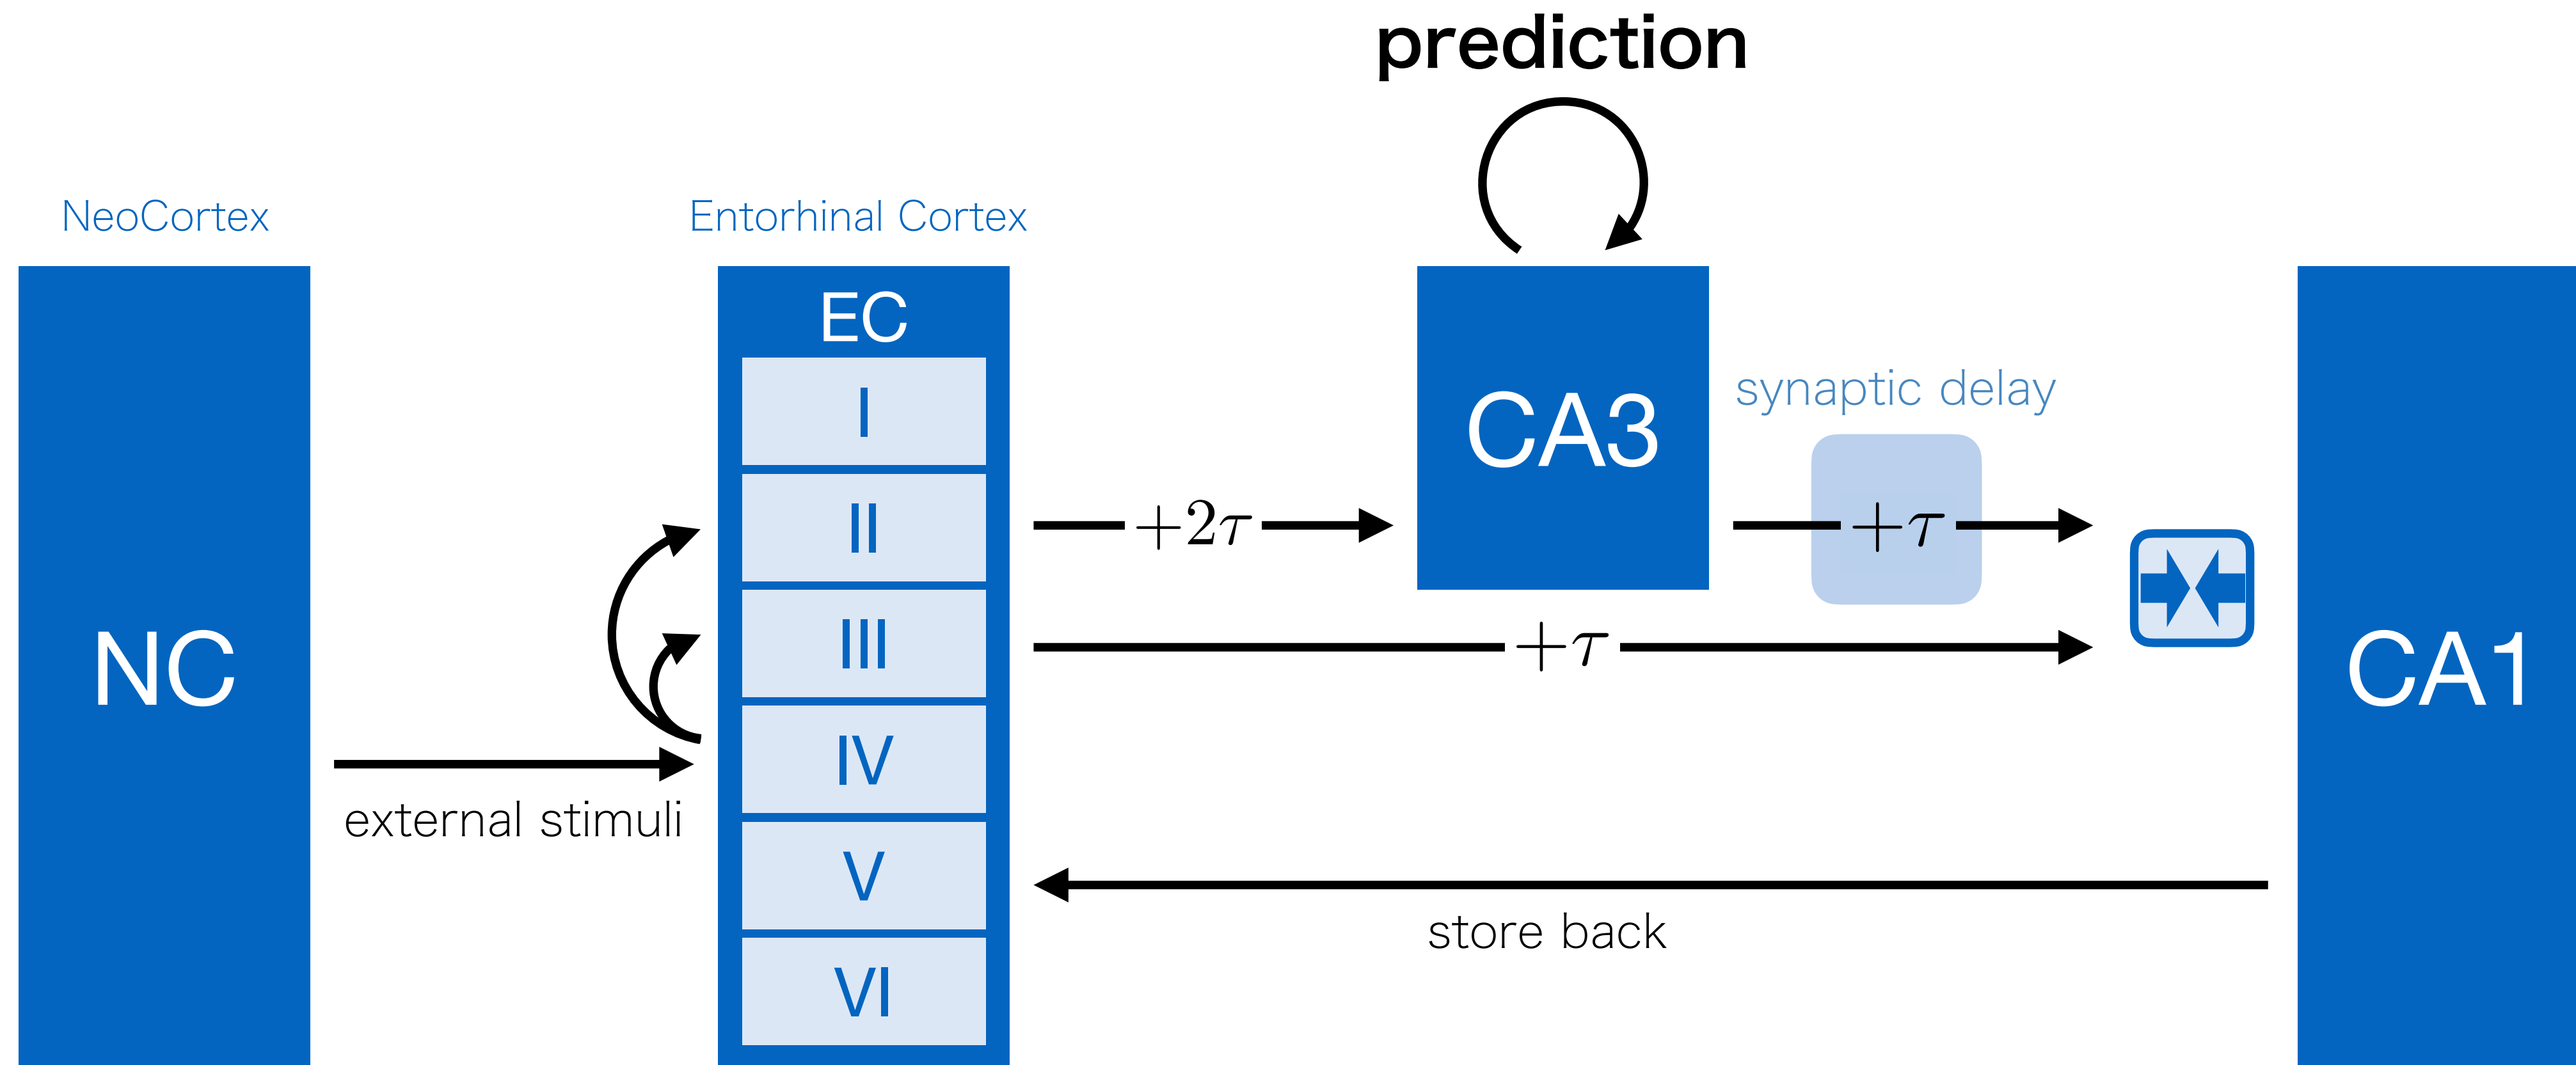 prediction
NeoCortex
Entorhinal Cortex
EC
I
II
III
IV
V
VI
NC
external stimuli
+2τ
CA3
synaptic delay
+τ
+τ
CA1
store back